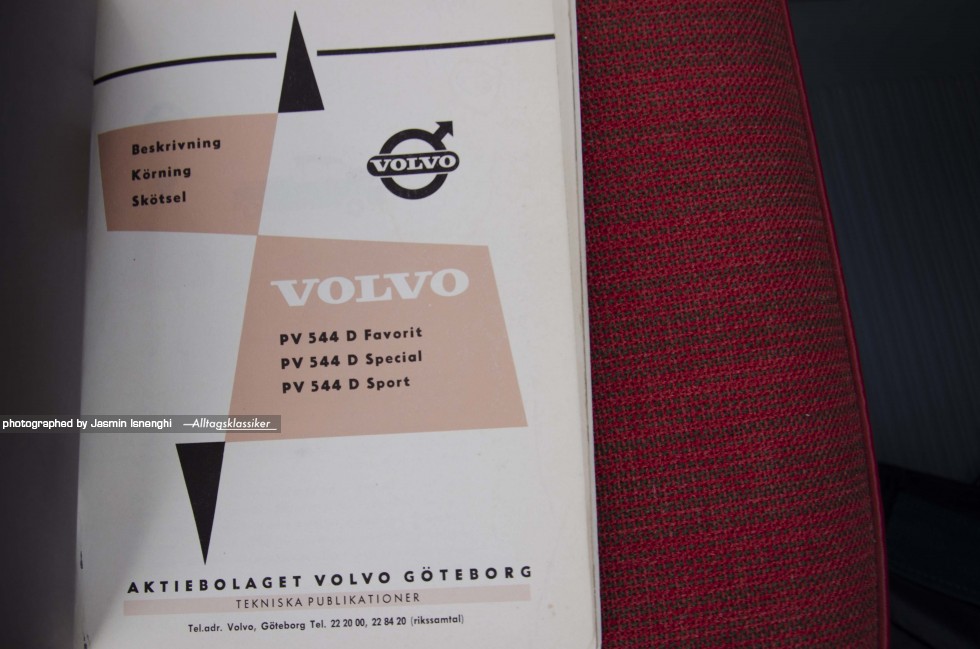 Beskrivning
Körning
Skötsel
VOLVO
VOLVO
PV 544 D Favorit
PV 544 D Special
PV 544 D Sport
photographed by Jasmin Isnenghi —Alltagsklassiker_
AKTIEBOLAGET VOLVO GÖTEBORG
TEKNISKA PUBLIKATIONER
Tel.adr. Volvo, Göteborg Tel. 22 20 00, 22 84 20 (rikssamtal)